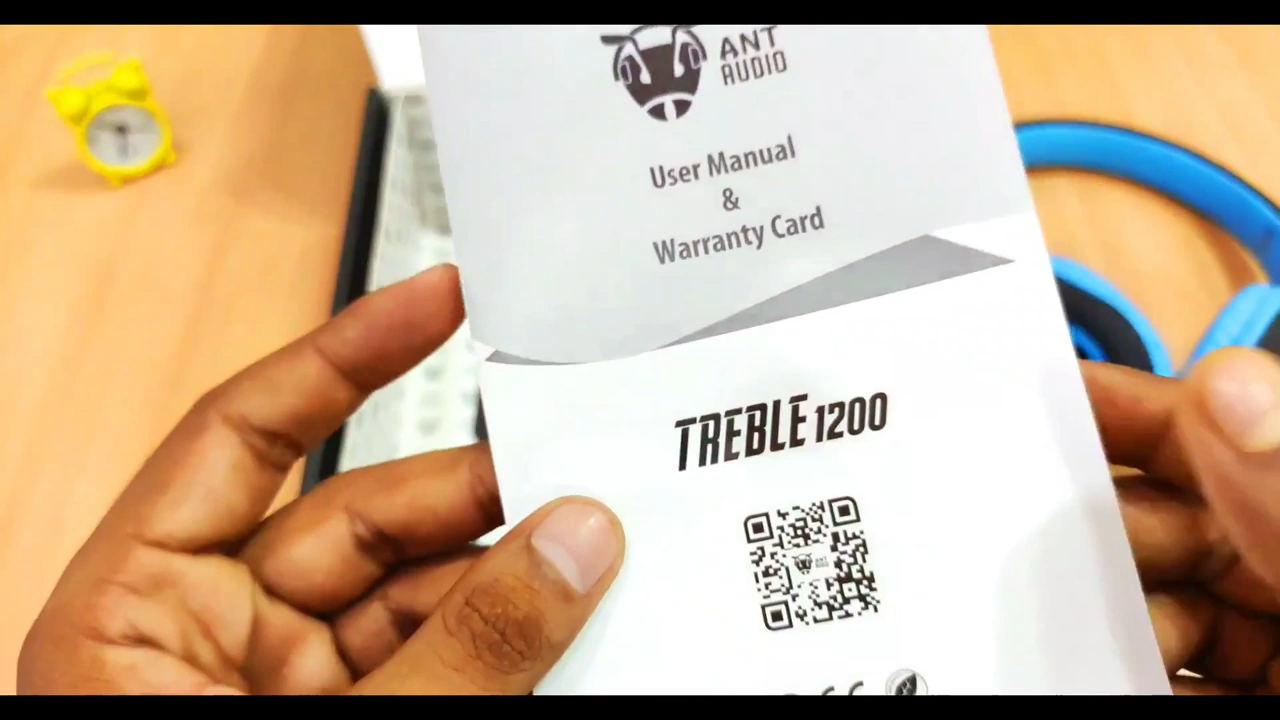 ANT
AUDIO
User Manual
&
Warranty Card
TREBLE 1200